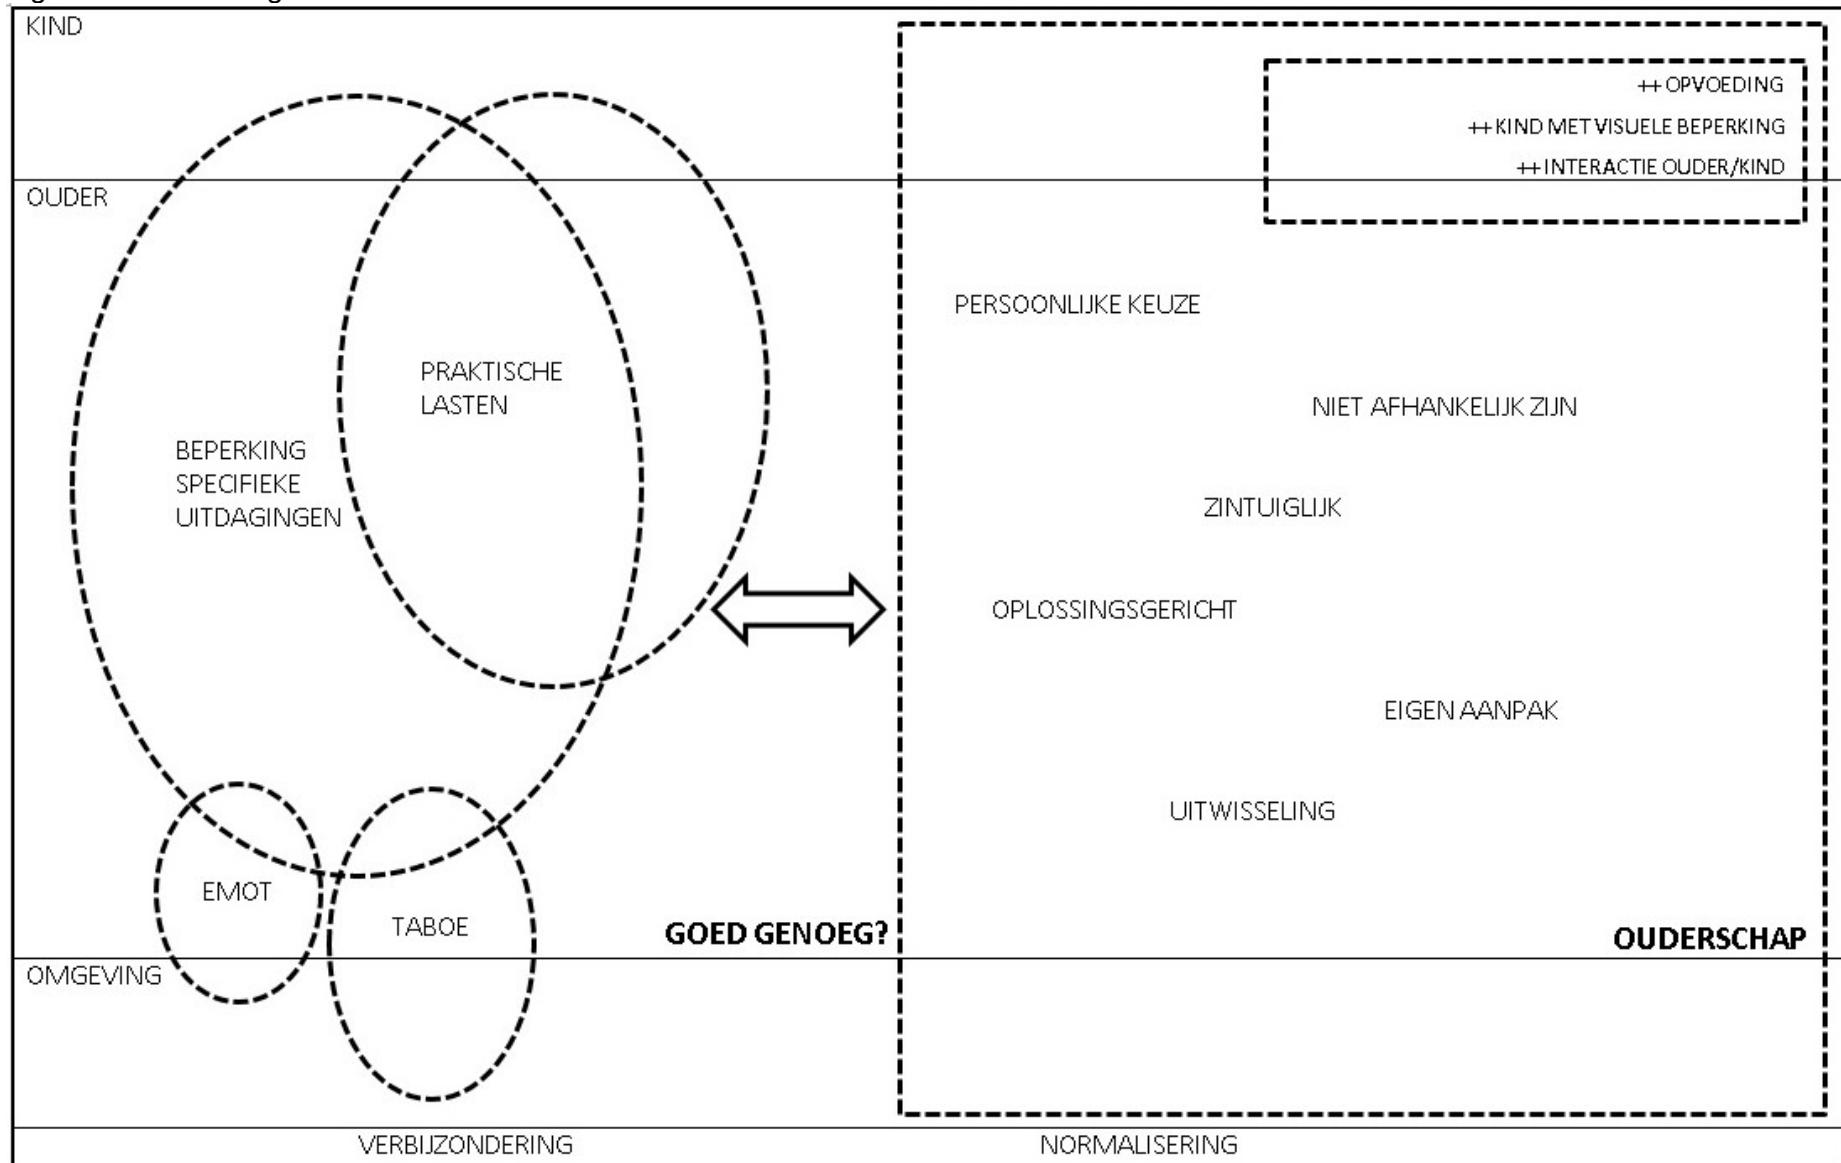 KIND
++ OPVOEDING
++ KIND MET VISUELE BEPERKING
++ INTERACTIE OUDER/KIND
OUDER
PERSOONLIJKE KEUZE
PRAKTISCHE
LASTEN
NIET AFHANKELIJK ZIJN
BEPERKING
SPECIFIEKE
UITDAGINGEN
ZINTUIGLIJK
OPLOSSINGSGERICHT
EIGEN AANPAK
UITWISSELING
EMOT
TABOE
GOED GENOEG?
OUDERSCHAP
OMGEVING
VERBIJZONDERING
NORMALISERING